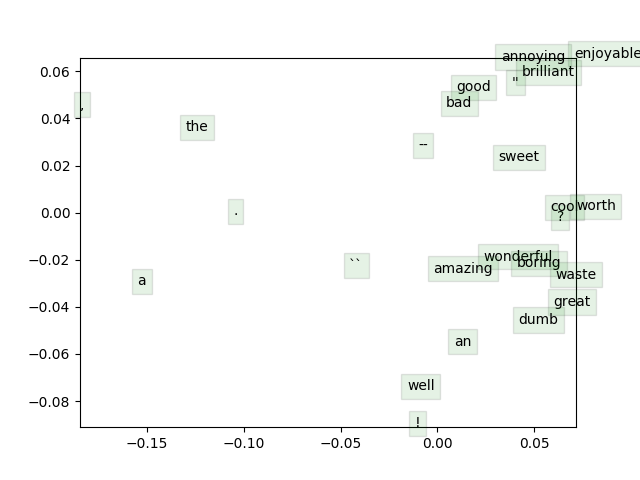 annoying
enjoyable
brilliant
"
good
bad
,
the
--
sweet
coo
worth
?
.
wonderful
boring
amazing
waste
``
a
great
dumb
an
well
!
0.06
0.04
0.02
0.00
−0.02
−0.04
−0.06
−0.08
−0.15
−0.10
−0.05
0.00
0.05